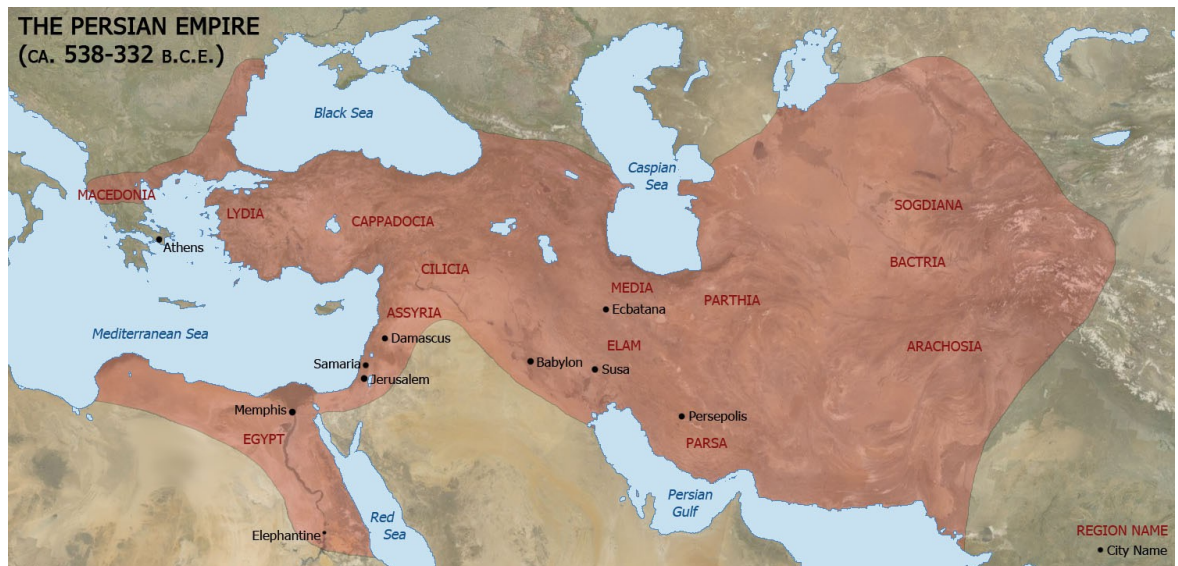 THE PERSIAN EMPIRE
(CA. 538-332 B.C.E.)
Black Sea
Caspian
Sea
MACEDONIA
LYDIA
CAPPADOCIA
SOGDIANA
Athens
CILICIA
BACTRIA
MEDIA
PARTHIA
Ecbatana
ASSYRIA
Mediterranean Sea
Damascus
ELAM
ARACHOSIA
Samaria
Babylon
Susa
Jerusalem
Memphis
Persepolis
EGYPT
PARSA
Persian
Gulf
Red
Sea
Elephantine
REGION NAME
City Name